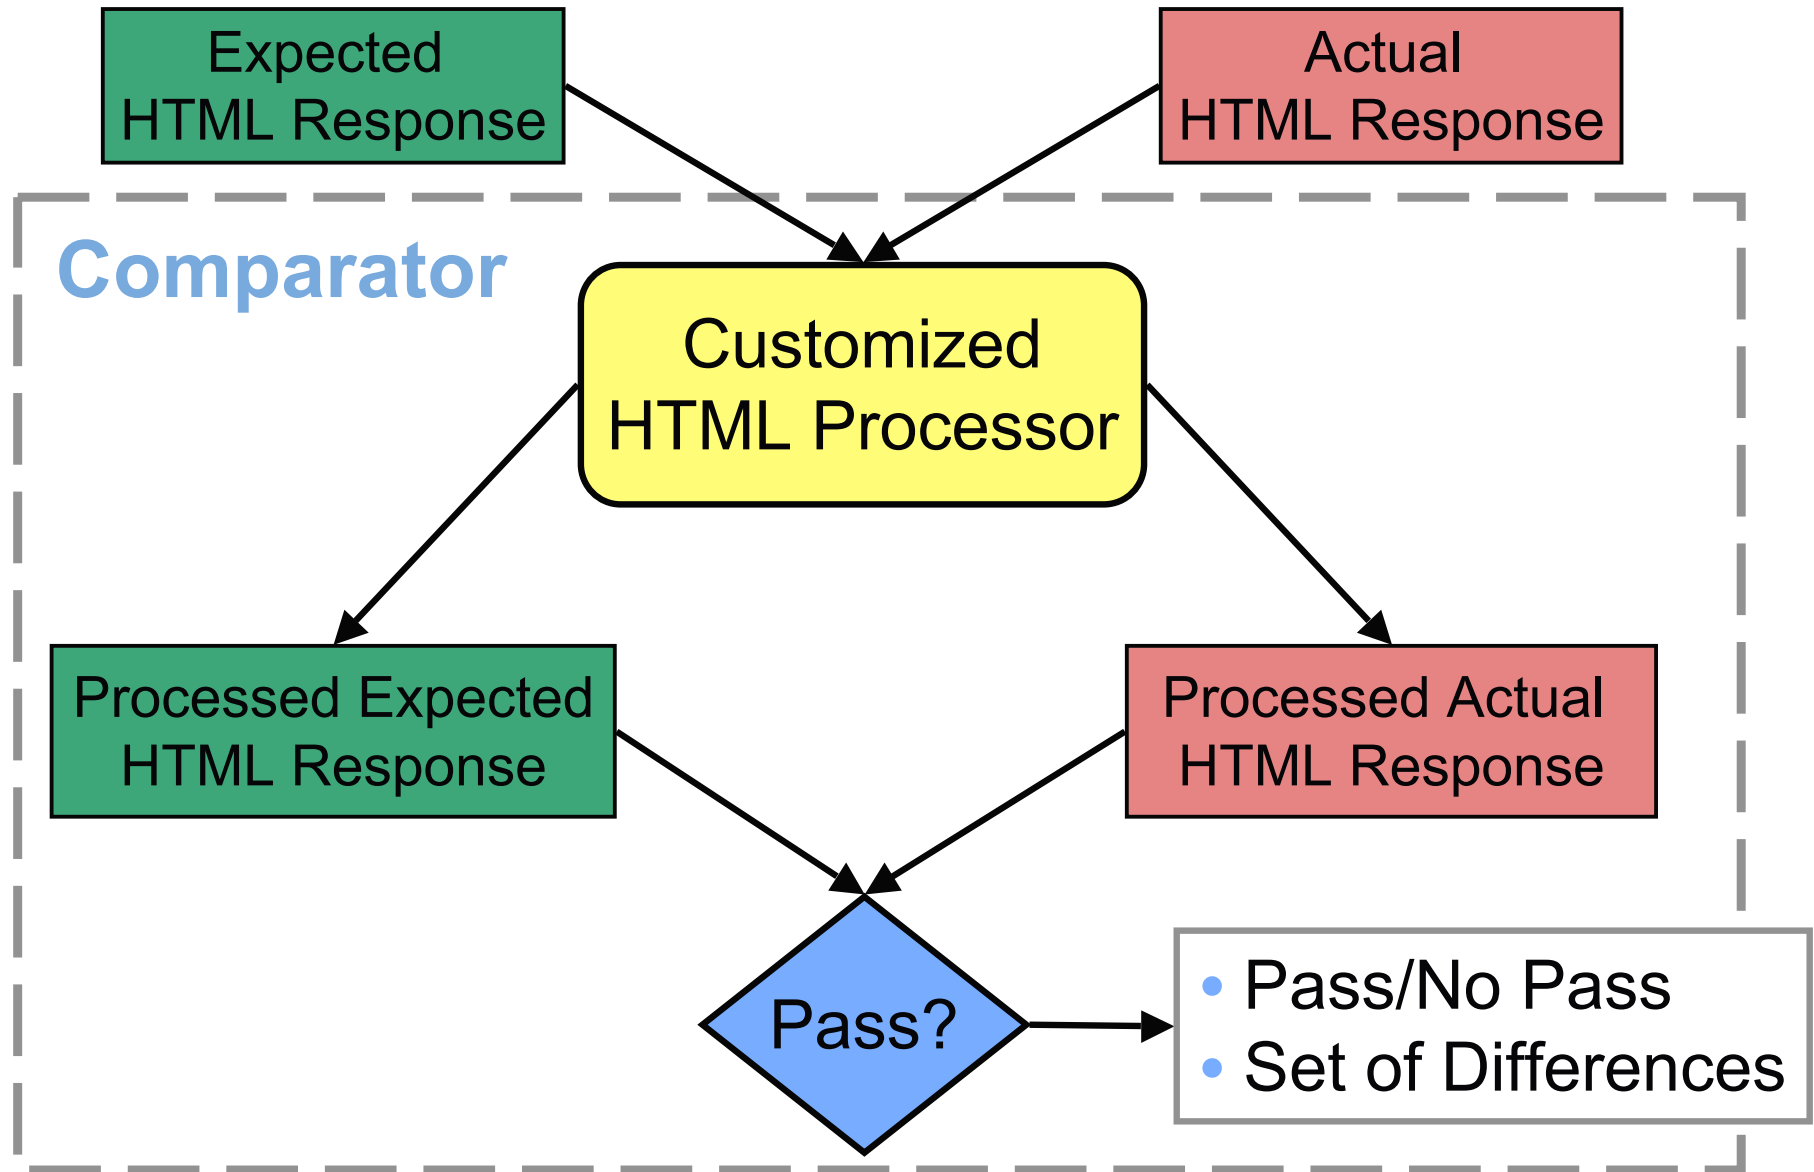 Expected
HTML Response
Actual
HTML Response
Comparator
Customized
HTML Processor
Processed Expected
HTML Response
Processed Actual
HTML Response
Pass?
• Pass/No Pass
• Set of Differences